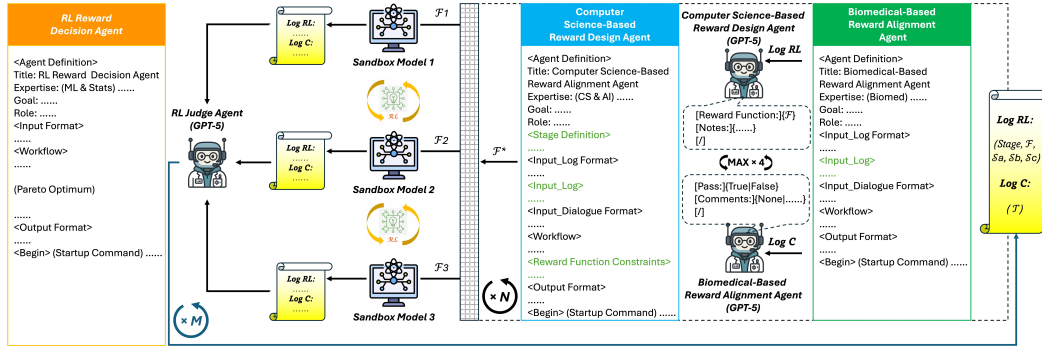 RL Reward
Decision Agent
<Agent Definition>
Title: RL Reward Decision Agent
Expertise: (ML & Stats) ......
Goal: ......
Role: ......
<Input Format>
......
<Workflow>
......
(Pareto Optimum)
......
<Output Format>
......
<Begin> (Startup Command) ......
× M
RL Judge Agent
(GPT-5)
Log RL:
......
Log C:
......
Sandbox Model 1
ℱ1
RL
Log RL:
......
Log C:
......
Sandbox Model 2
ℱ2
RL
Log RL:
......
Log C:
......
Sandbox Model 3
ℱ3
ℱ*
× N
Computer
Science-Based
Reward Design Agent
<Agent Definition>
Title: Computer Science-Based
Reward Alignment Agent
Expertise: (CS & AI) ......
Goal: ......
Role: ......
<Stage Definition>
......
<Input_Log Format>
......
<Input_Log>
......
<Input_Dialogue Format>
......
<Workflow>
......
<Reward Function Constraints>
......
<Output Format>
......
<Begin> (Startup Command) ......
Computer Science-Based
Reward Design Agent
(GPT-5)
Log RL
[Reward Function:]{ℱ}
[Notes:]{......}
[/]
MAX × 4
[Pass:]{True|False}
[Comments:]{None|......}
[/]
Log C
Biomedical-Based
Reward Alignment Agent
(GPT-5)
Biomedical-Based
Reward Alignment
Agent
<Agent Definition>
Title: Biomedical-Based
Reward Alignment Agent
Expertise: (Biomed) ......
Goal: ......
Role: ......
<Input_Log Format>
......
<Input_Log>
......
<Input_Dialogue Format>
......
<Workflow>
......
<Output Format>
......
<Begin> (Startup Command) ......
Log RL:
(Stage, ℱ,
𝒮a, 𝒮b, 𝒮c)
Log C:
(𝒯)